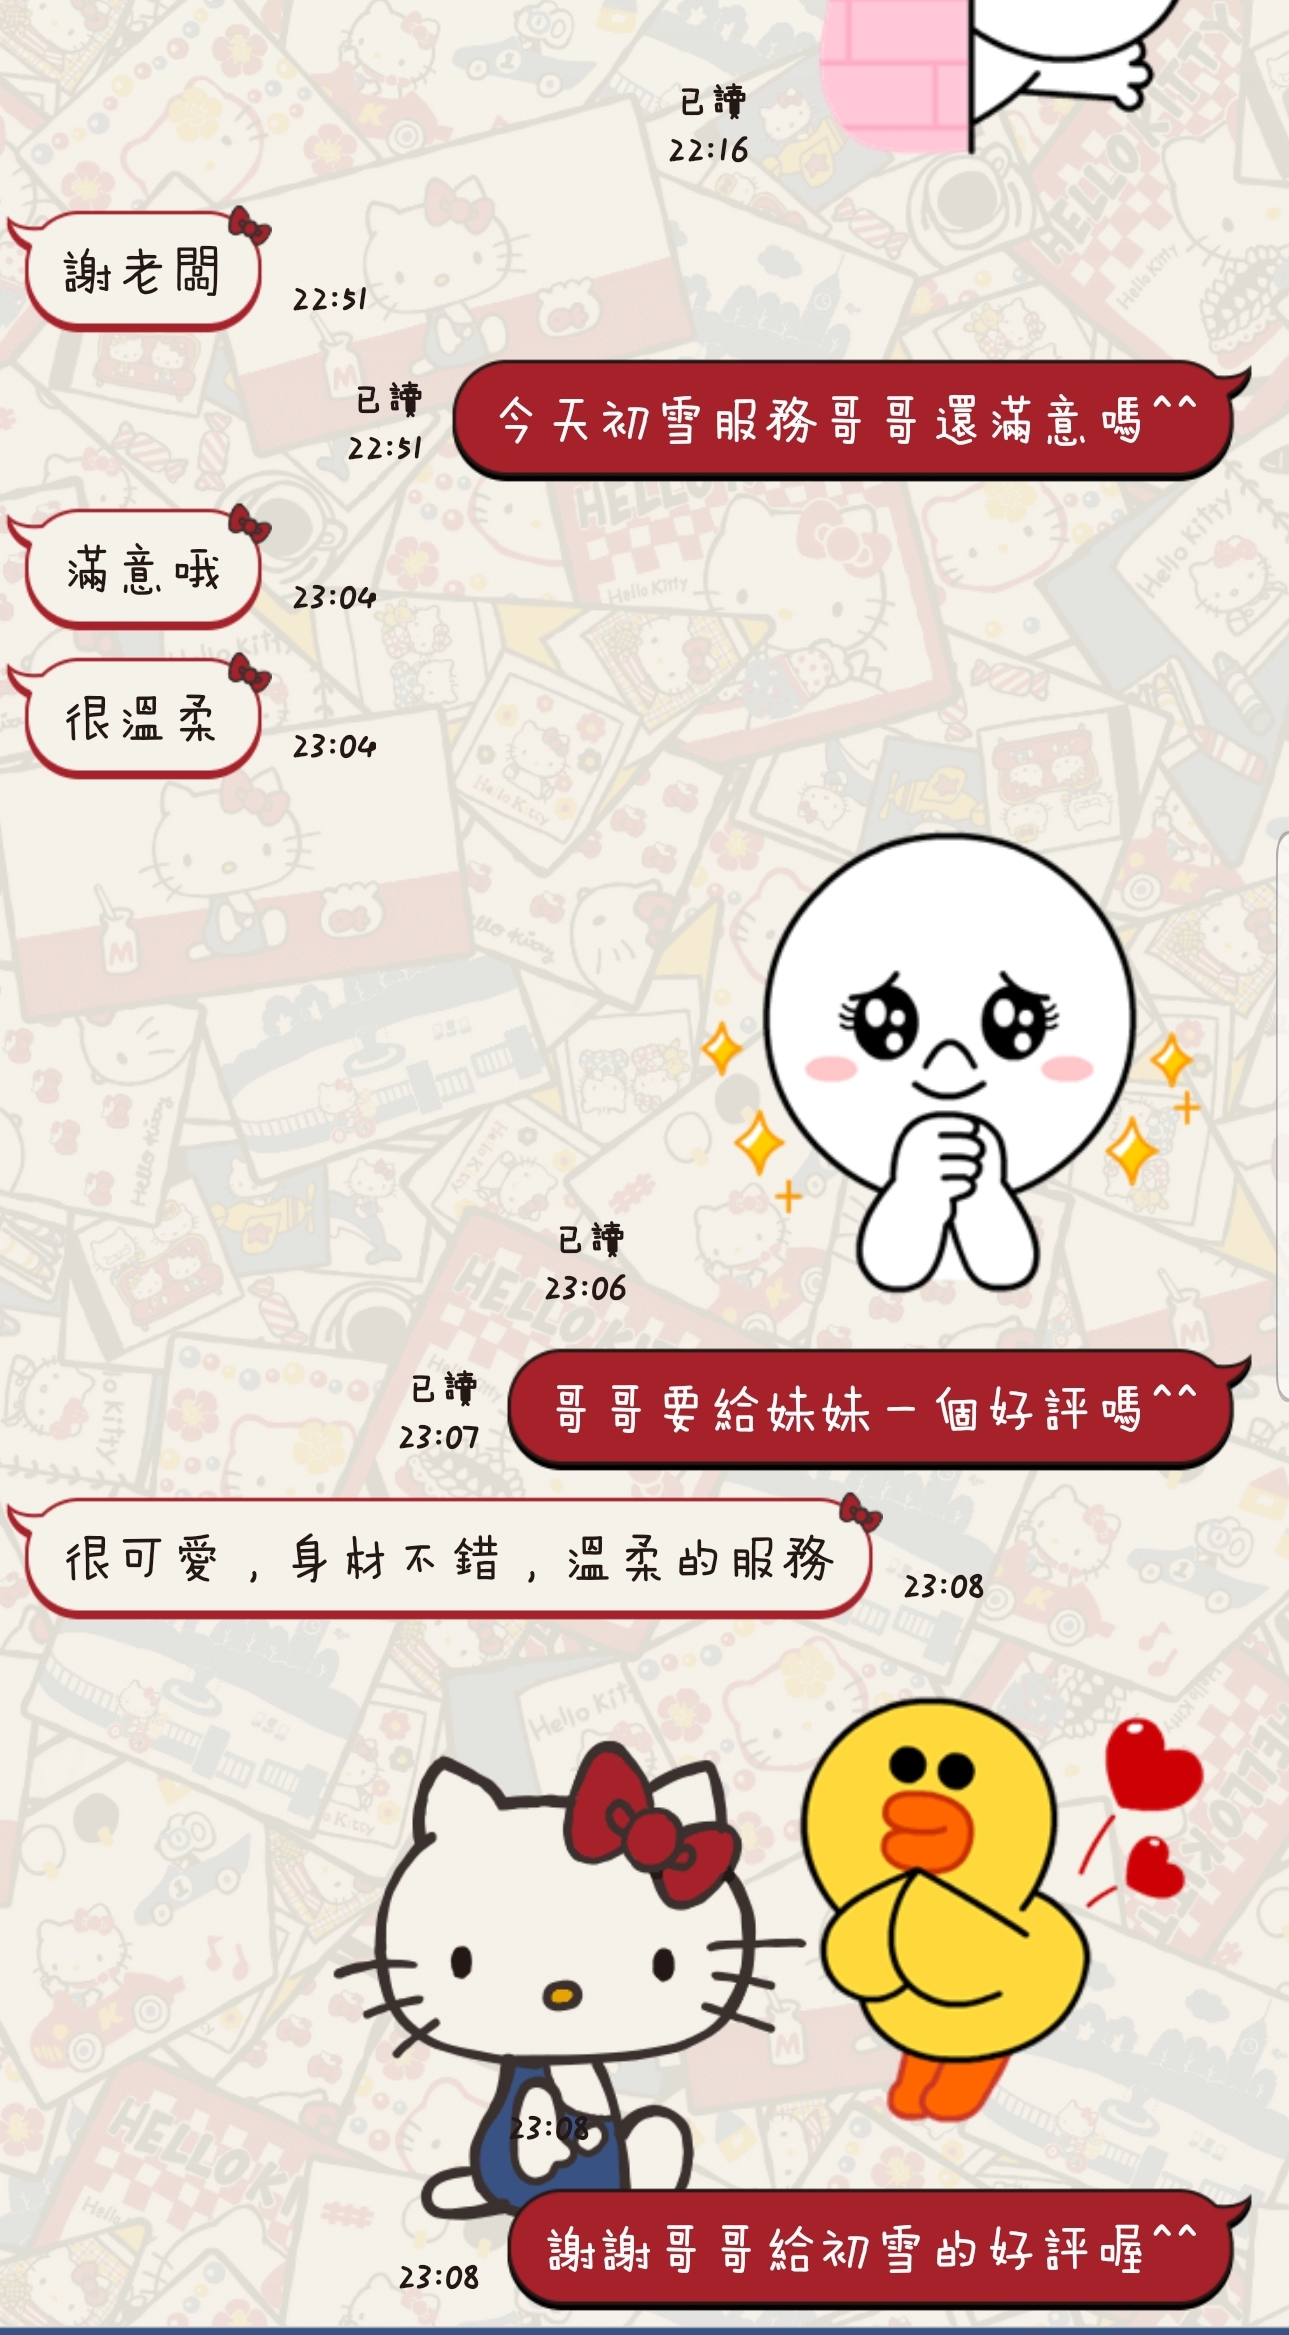 已讀
22:16
謝老闆
22:51
已讀
22:51
今天初雪服務哥哥還滿意嗎^^
滿意哦
23:04
很溫柔
23:04
已讀
23:06
已讀
23:07
哥哥要給妹妹一個好評嗎^^
很可愛，身材不錯，溫柔的服務
23:08
23:08
23:08
謝謝哥哥給初雪的好評喔^^